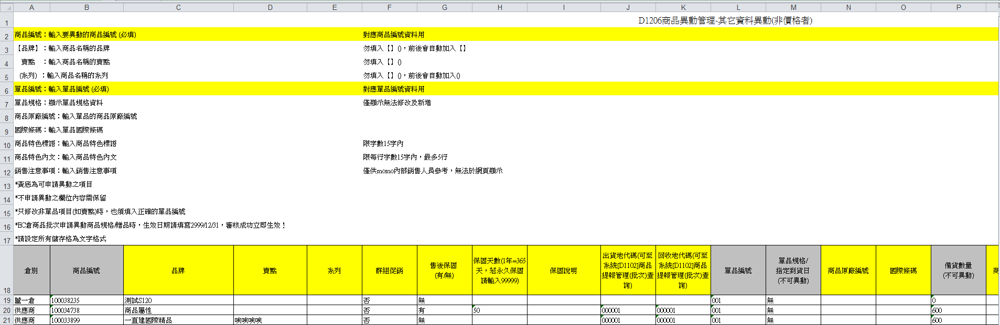 A B C D E F G H I J K L M N O P
1 D1206商品異動管理-其它資料異動(非價格者)
2 商品編號：輸入要異動的商品編號 (必填) 對應商品編號資料用
3 【品牌】：輸入商品名稱的品牌 勿填入【】()，前後會自動加入【】
4 賣點 ：輸入商品名稱的賣點 勿填入【】()
5 (系列) ：輸入商品名稱的系列 勿填入【】()，前後會自動加入()
6 單品編號：輸入單品編號 (必填) 對應單品編號資料用
7 單品規格：顯示單品規格資料 僅顯示無法修改及新增
8 商品原廠編號：輸入單品的商品原廠編號
9 國際條碼：輸入單品國際條碼
10 商品特色標語：輸入商品特色標語 限字數15字內
11 商品特色內文：輸入商品特色內文 限每行字數15字內，最多5行
12 銷售注意事項：輸入銷售注意事項 僅供momo內部銷售人員參考，無法於網頁顯示
13 *黃底為可申請異動之項目
14 *不申請異動之欄位內容需保留
15 *只修改非單品項目(如賣點)時，也須填入正確的單品編號
16 *EC倉商品批次申請異動商品規格/贈品時，生效日期請填寫2999/12/31，審核成功立即生效！
17 *請設定所有儲存格為文字格式
18 倉別 商品編號 品牌 賣點 系列 群組促銷
售後保固
(有/無)
保固天數(1年=365
天，若永久保固
請輸入99999)
保固說明
出貨地代碼(可至
系統[D1102]商品
提報管理(批次)查
詢)
回收地代碼(可至
系統[D1102]商品
提報管理(批次)查
詢)
單品編號
單品規格/
指定到貨日
(不可異動)
商品原廠編號 國際條碼
備貨數量
(不可異動)
商
19 蘆一倉 100038235 測試S120 否 無 001 無 0
20 供應商 100034738 商品屬性 否 有 50 000001 000001 001 無 600
21 供應商 100033899 一直建國際精品 唉唉唉唉 否 無 000001 000001 001 無 600